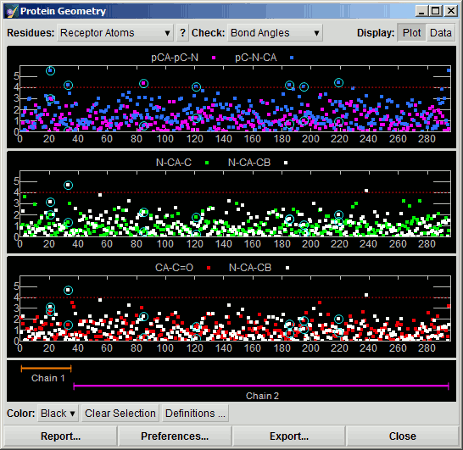 Protein Geometry
Residues: Receptor Atoms ? Check: Bond Angles Display: Plot Data
pCA-pC-N pC-N-CA
5
4
3
2
1
0 20 40 60 80 100 120 140 160 180 200 220 240 260 280
N-CA-C N-CA-CB
5
4
3
2
1
0 20 40 60 80 100 120 140 160 180 200 220 240 260 280
CA-C=O N-CA-CB
5
4
3
2
1
0 20 40 60 80 100 120 140 160 180 200 220 240 260 280
Chain 1
Chain 2
Color: Black Clear Selection Definitions ...
Report... Preferences... Export... Close